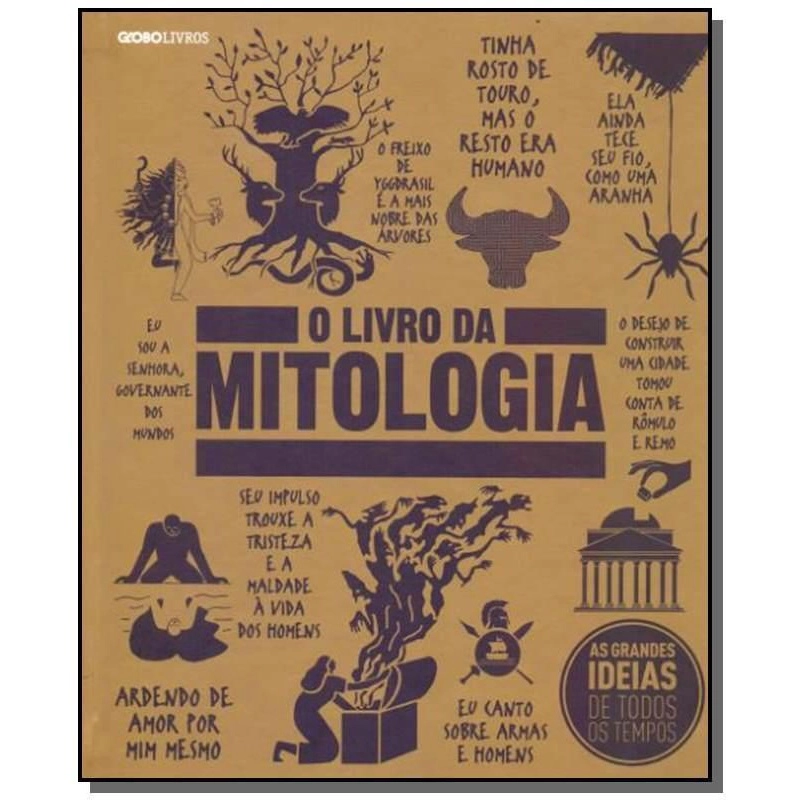 GLOBOLIVROS
TINHA
ROSTO DE
TOURO,
MAS O
RESTO ERA
HUMANO
ELA
AINDA
TECE
SEU FIO,
COMO UMA
ARANHA
O FREIXO
DE
YGGDRASIL
É A MAIS
NOBRE DAS
ÁRVORES
EU
SOU A
SENHORA,
GOVERNANTE
DOS
MUNDOS
O LIVRO DA
MITOLOGIA
O DESEJO DE
CONSTRUIR
UMA CIDADE
TOMOU
CONTA DE
RÔMULO
E REMO
SEU IMPULSO
TROUXE A
TRISTEZA
E A
MALDADE
À VIDA
DOS HOMENS
ARDENDO DE
AMOR POR
MIM MESMO
EU CANTO
SOBRE ARMAS
E HOMENS
AS GRANDES
IDEIAS
DE TODOS
OS TEMPOS